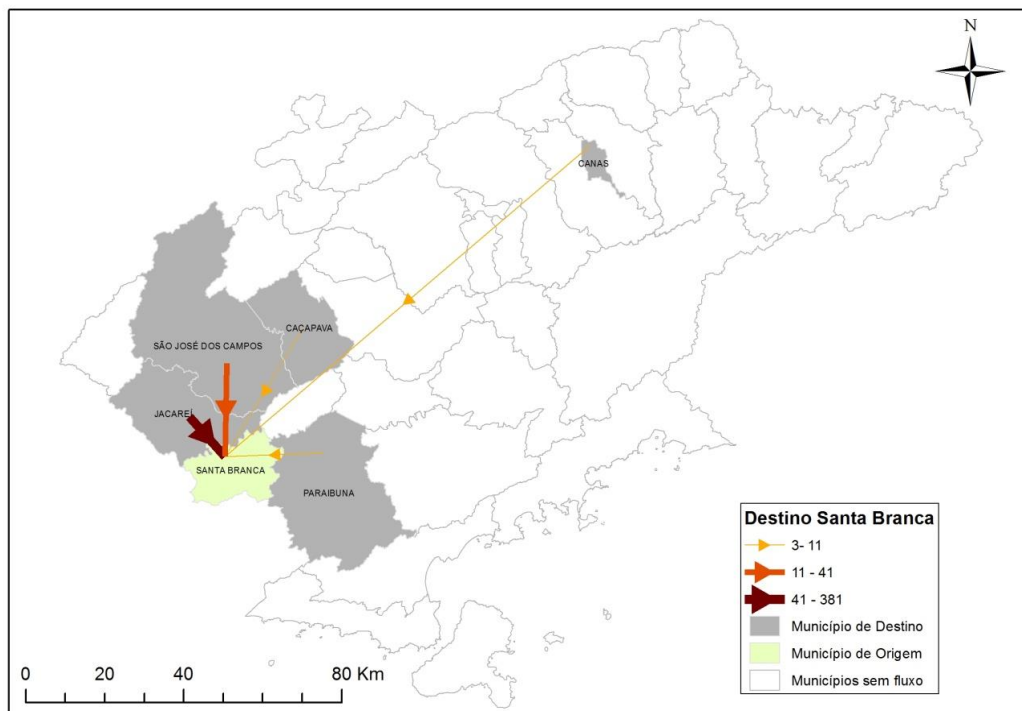 N
CANAS
CAÇAPAVA
SÃO JOSÉ DOS CAMPOS
JACAREÍ
SANTA BRANCA
PARAIBUNA
Destino Santa Branca
3- 11
11 - 41
41 - 381
Município de Destino
Município de Origem
Municípios sem fluxo
0 20 40 80 Km